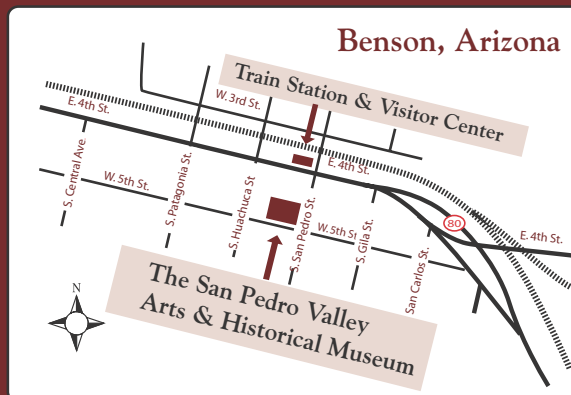 Benson, Arizona
Train Station & Visitor Center
W. 3rd St.
E. 4th St.
E. 4th St.
S. Central Ave.
S. Patagonia St.
S. Huachuca St
S. San Pedro St.
S. Gila St.
San Carlos St.
W. 5th St.
W. 5th St
80
E. 4th St.
The San Pedro Valley
Arts & Historical Museum
N